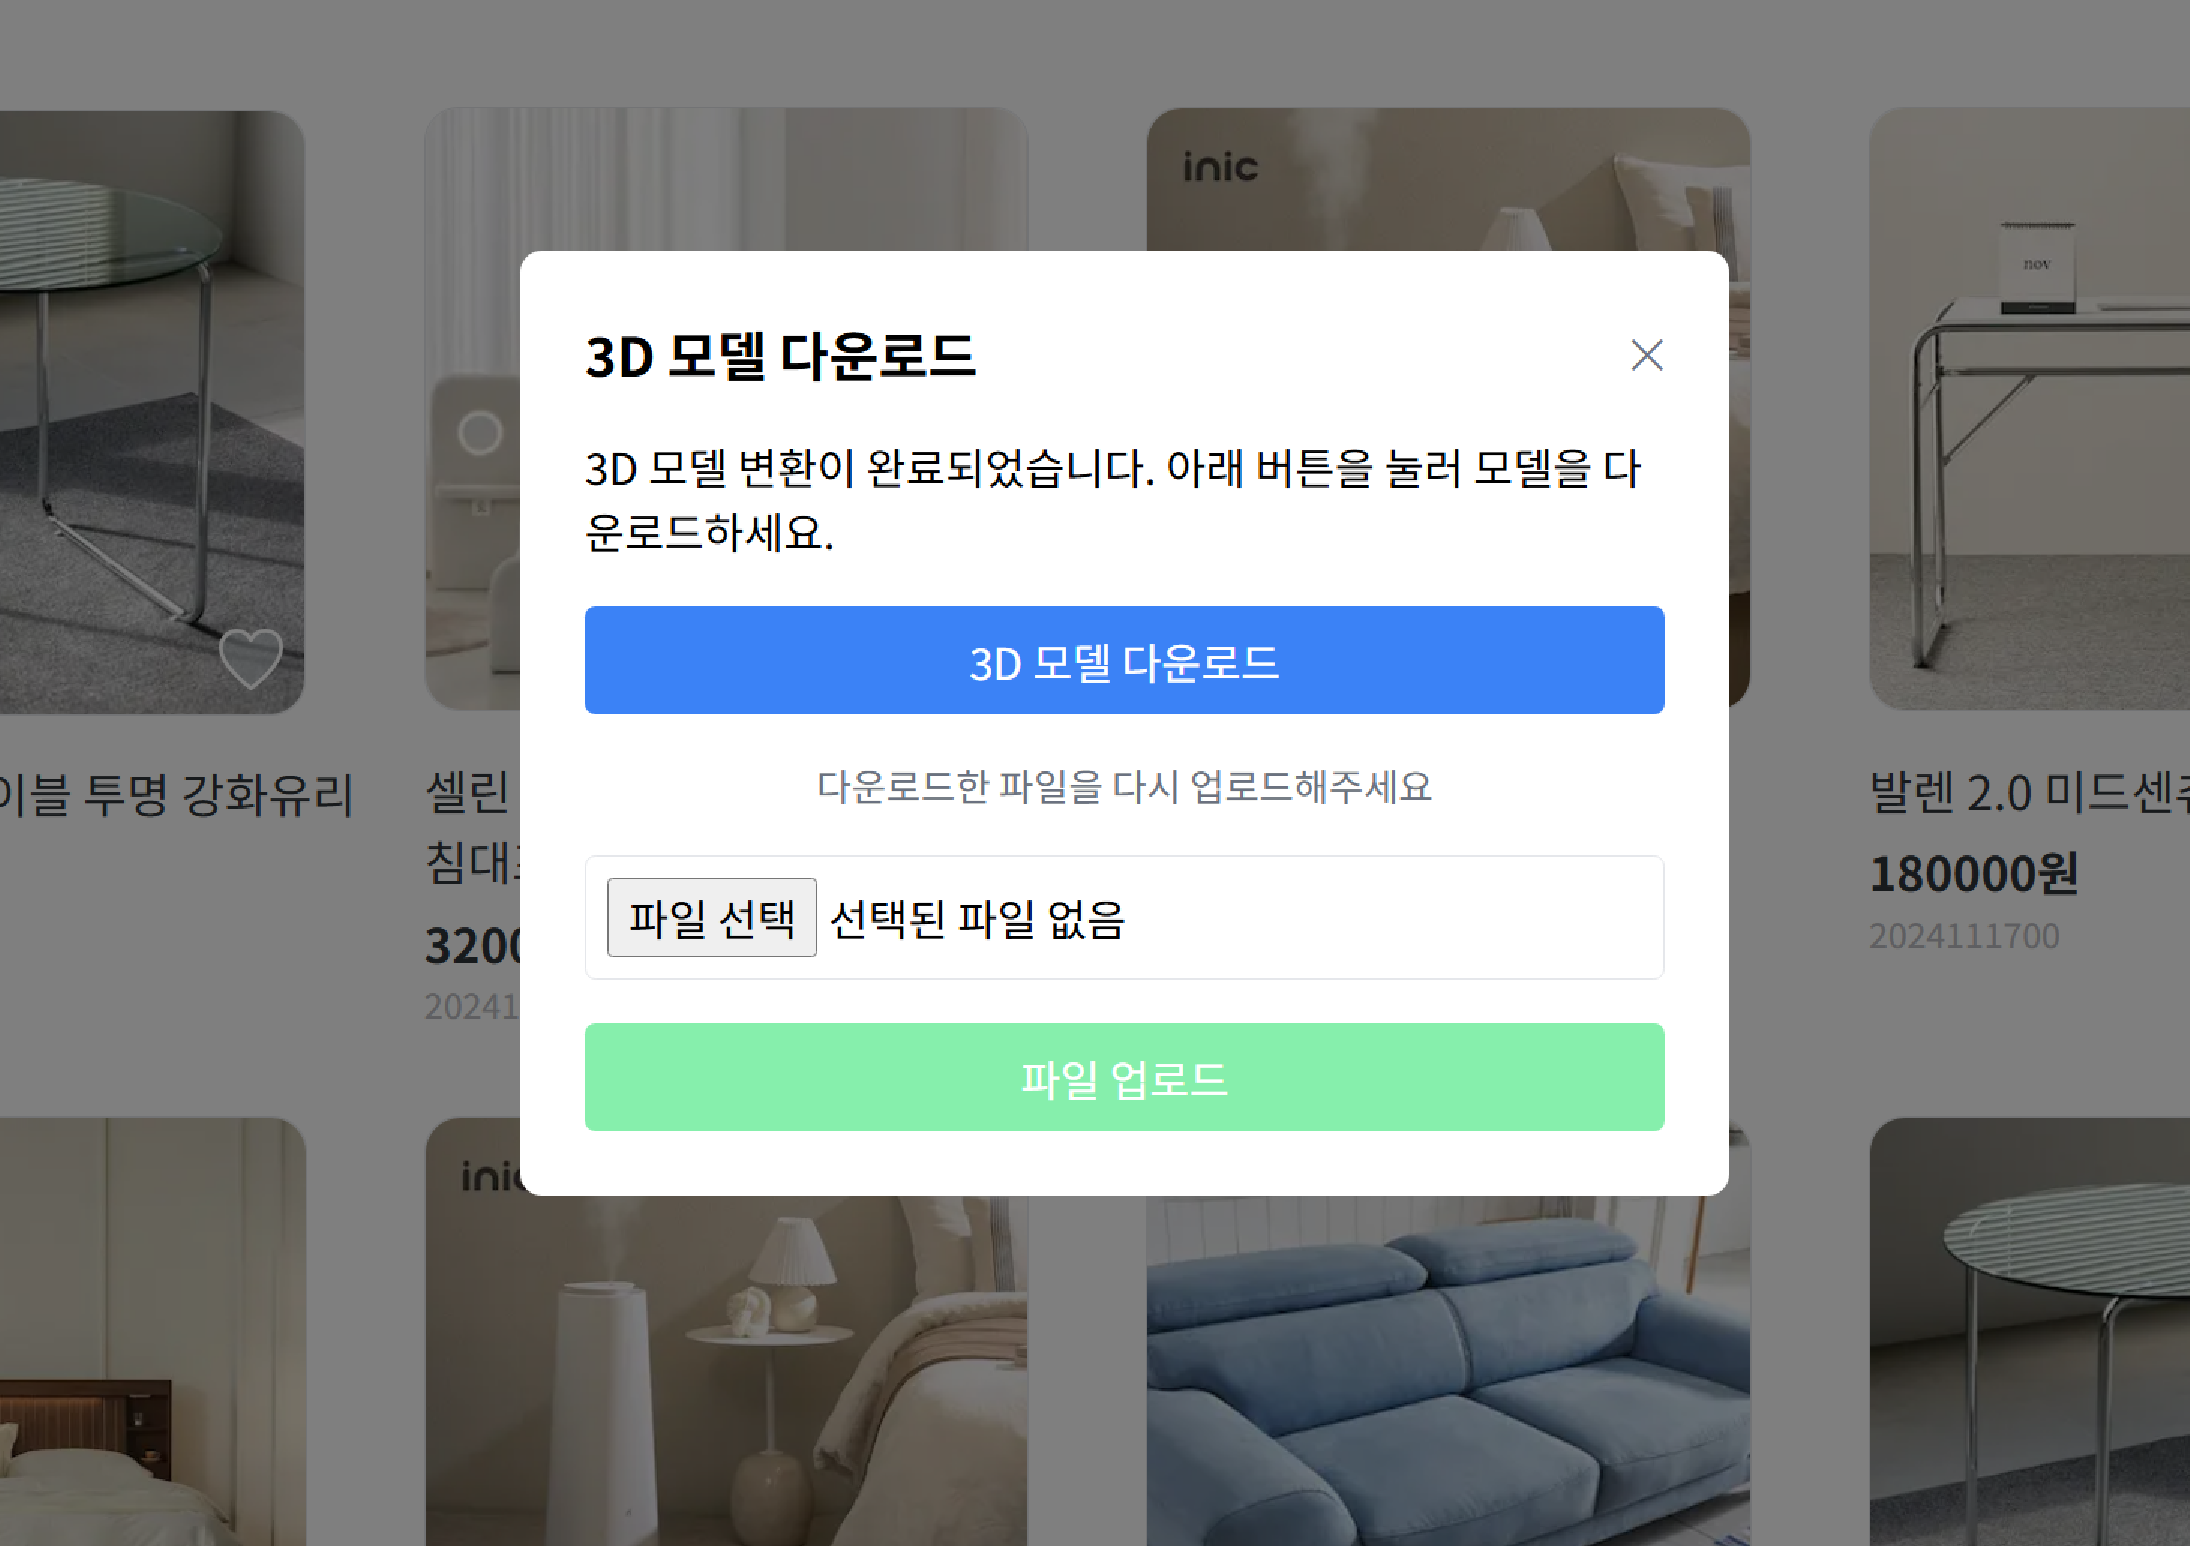 inic
nov
3D 모델 다운로드
3D 모델 변환이 완료되었습니다. 아래 버튼을 눌러 모델을 다
운로드하세요.
3D 모델 다운로드
다운로드한 파일을 다시 업로드해주세요
파일 선택 선택된 파일 없음
파일 업로드
이블 투명 강화유리
셀린
침대
3200
20241
발렌 2.0 미드센
180000원
2024111700
inic